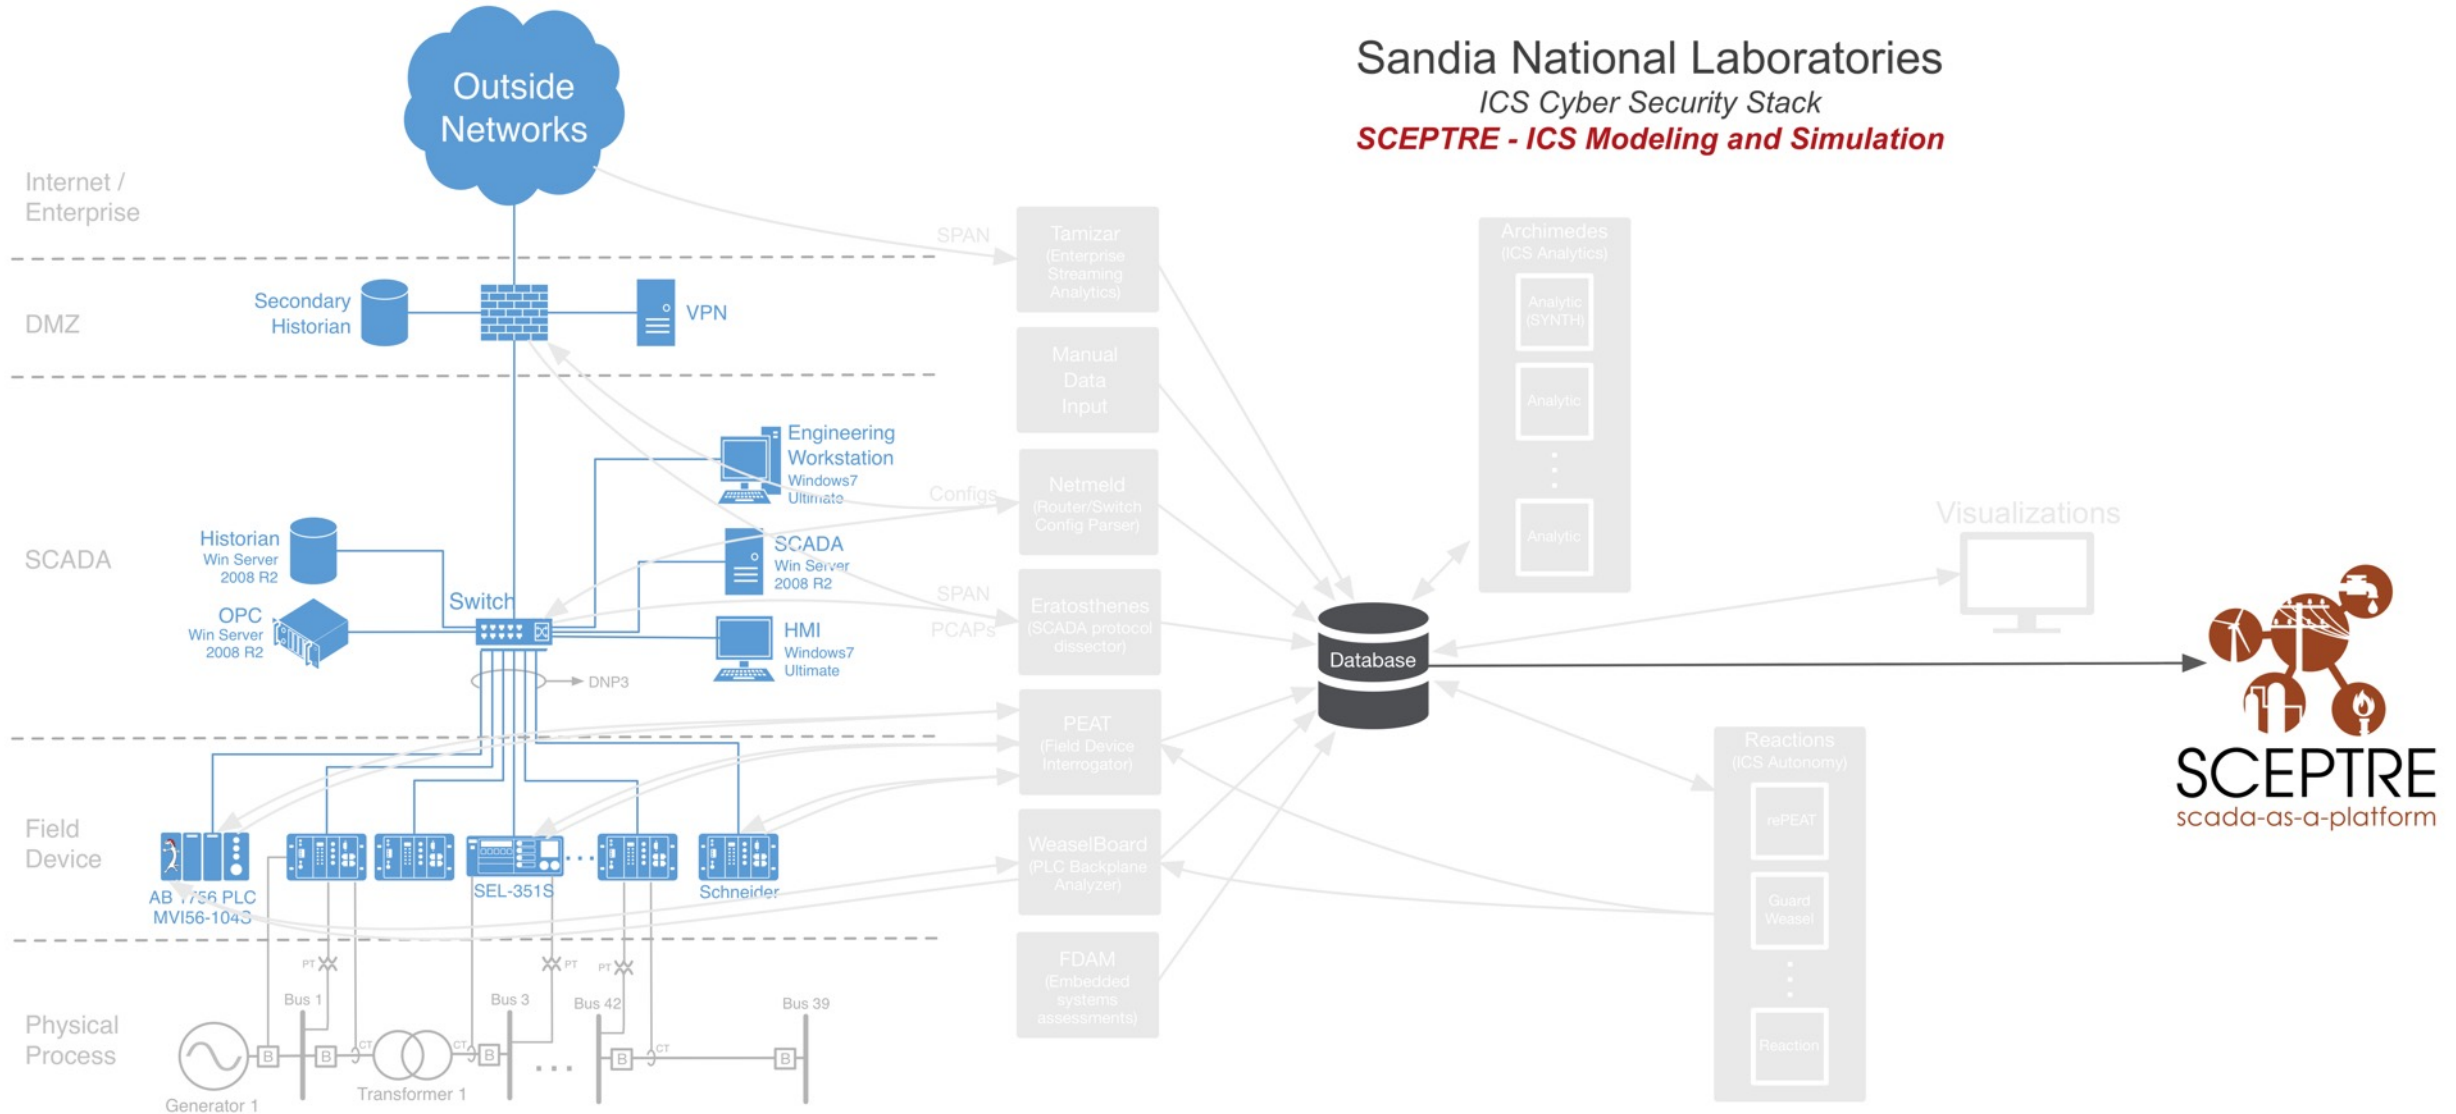 Sandia National Laboratories
ICS Cyber Security Stack
SCEPTRE - ICS Modeling and Simulation
Outside
Networks
Internet /
Enterprise
SPAN
Tamizar
(Enterprise
Streaming
Analytics)
Archimedes
(ICS Analytics)
Analytic
(SYNTH)
Analytic
Analytic
DMZ
Secondary
Historian
VPN
Manual
Data
Input
Engineering
Workstation
Windows7
Ultimate
Configs
Netmeld
(Router/Switch
Config Parser)
Visualizations
SCADA
Historian
Win Server
2008 R2
SCADA
Win Server
2008 R2
OPC
Win Server
2008 R2
Switch
HMI
Windows7
Ultimate
DNP3
SPAN
PCAPs
Eratosthenes
(SCADA protocol
dissector)
Database
PEAT
(Field Device
Interrogator)
Reactions
(ICS Autonomy)
rePEAT
Guard
Weasel
Reaction
SCEPTRE
scada-as-a-platform
Field
Device
AB 1756 PLC
MVI56-104S
SEL-351S
Schneider
WeaselBoard
(PLC Backplane
Analyzer)
FDAM
(Embedded
systems
assessments)
PT
PT
PT
Bus 1
Bus 3
Bus 42
Bus 39
Physical
Process
B
B
CT
CT
B
B
CT
B
Generator 1
Transformer 1